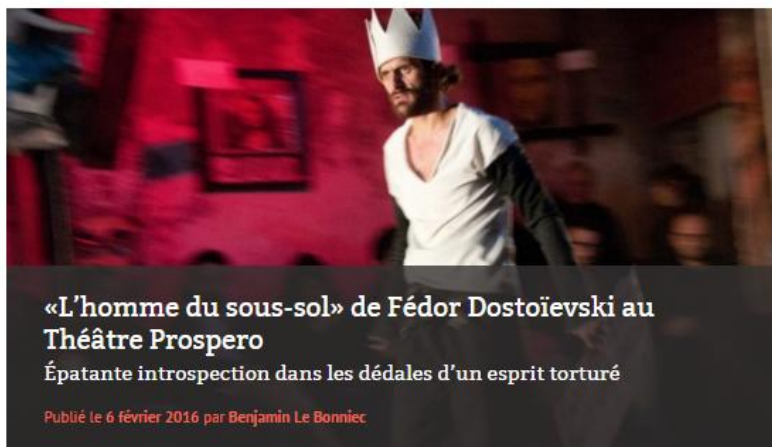 «L’homme du sous-sol» de Fédor Dostoïevski au
Théâtre Prospero
Épatante introspection dans les dédales d’un esprit torturé
Publié le 6 février 2016 par Benjamin Le Bonniec